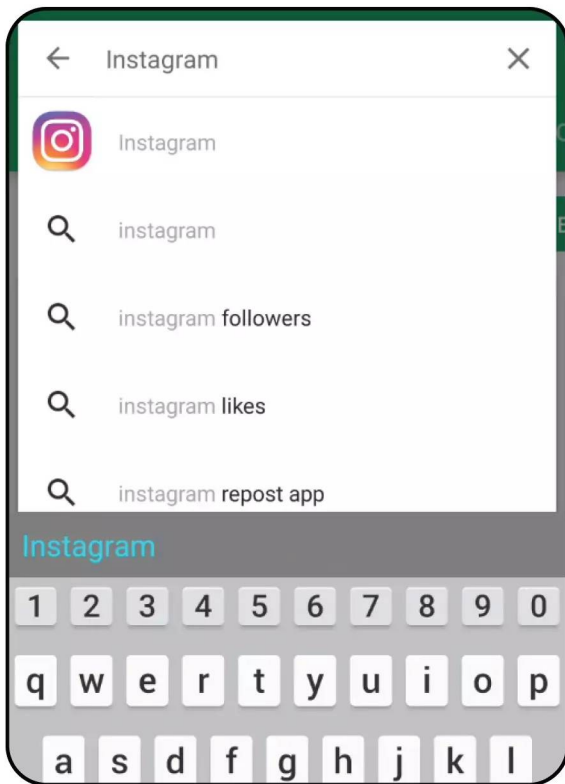 Instagram
Instagram
instagram
instagram followers
instagram likes
instagram repost app
Instagram
1 2 3 4 5 6 7 8 9 0
q w e r t y u i o p
a s d f g h j k l